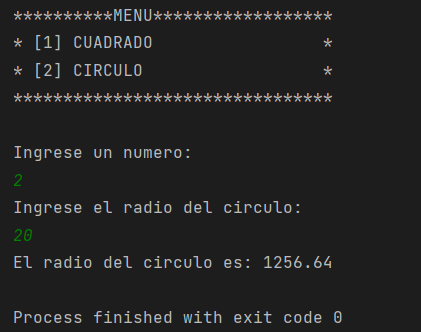 **********MENU******************
* [1] CUADRADO                 *
* [2] CIRCULO                  *
********************************
Ingrese un numero:
2
Ingrese el radio del circulo:
20
El radio del circulo es: 1256.64
Process finished with exit code 0